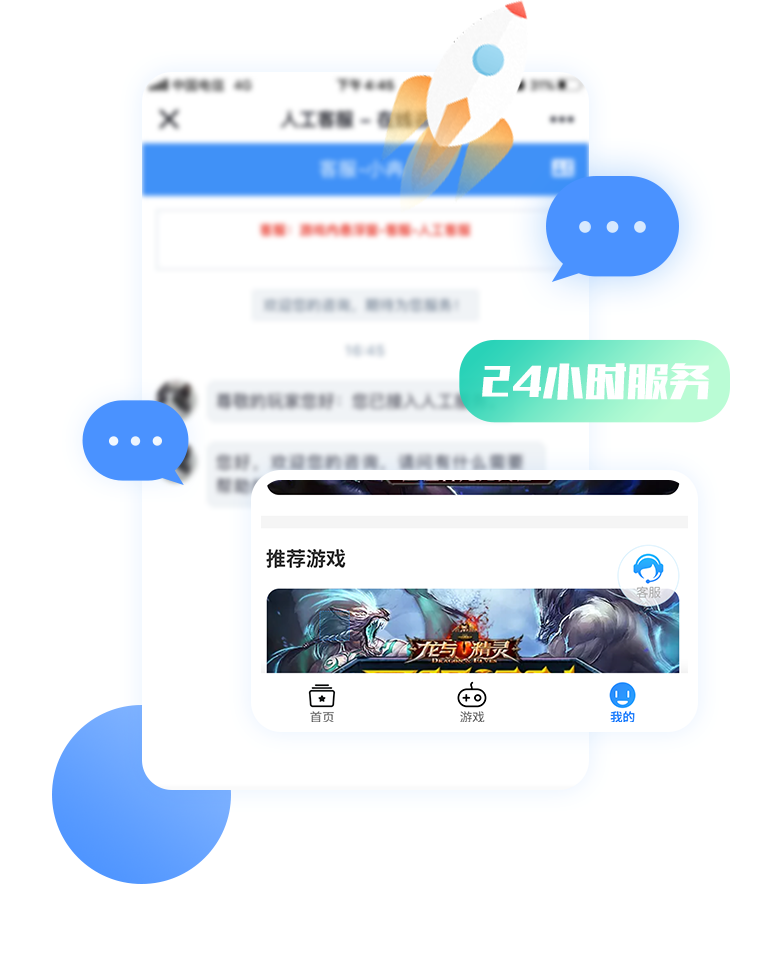 中国电信 4G 下午4:45 31%
人工客服 – 在线
客服–小冉
欢迎您的咨询，期待为您服务！
16:45
24小时服务
尊敬的玩家您好！您已接入人工
您好，欢迎您的咨询，请问有什么需要
帮助
推荐游戏
客服
龙与精灵
DRAGON & ELVES
首页
游戏
我的